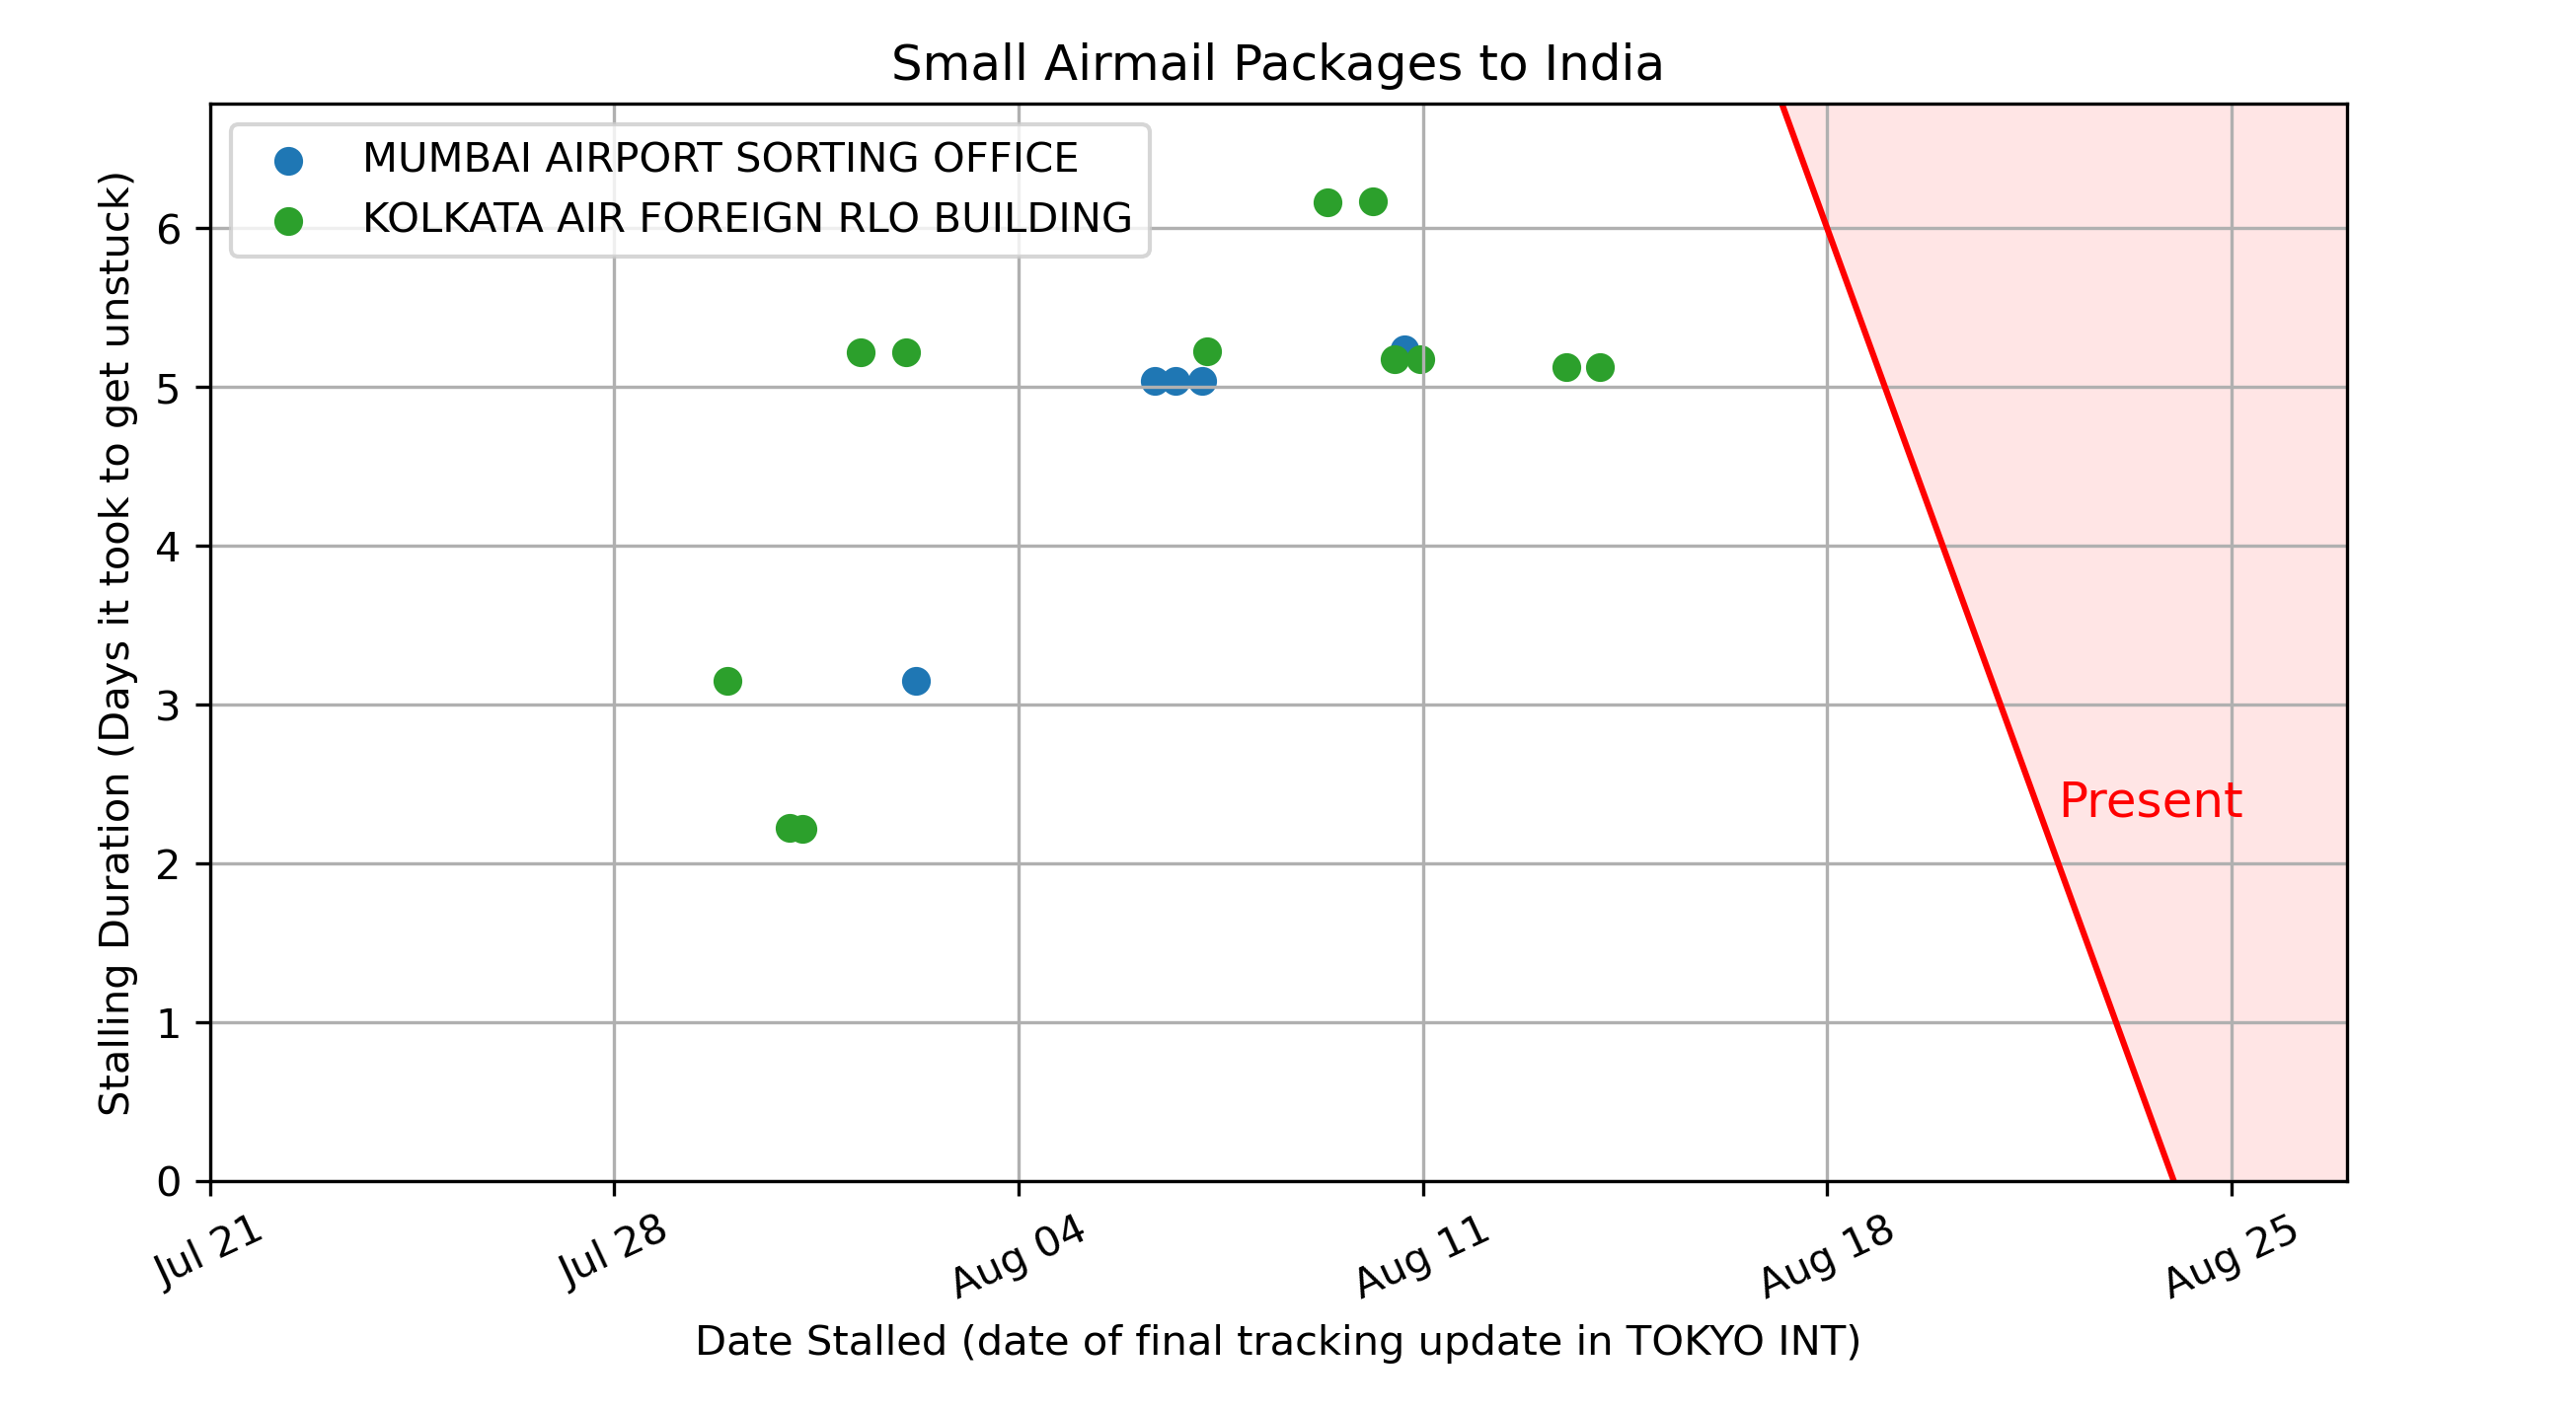 Small Airmail Packages to India
MUMBAI AIRPORT SORTING OFFICE
KOLKATA AIR FOREIGN RLO BUILDING
Stalling Duration (Days it took to get unstuck)
6
5
4
3
2
1
0
Present
Jul 21
Jul 28
Aug 04
Aug 11
Aug 18
Aug 25
Date Stalled (date of final tracking update in TOKYO INT)